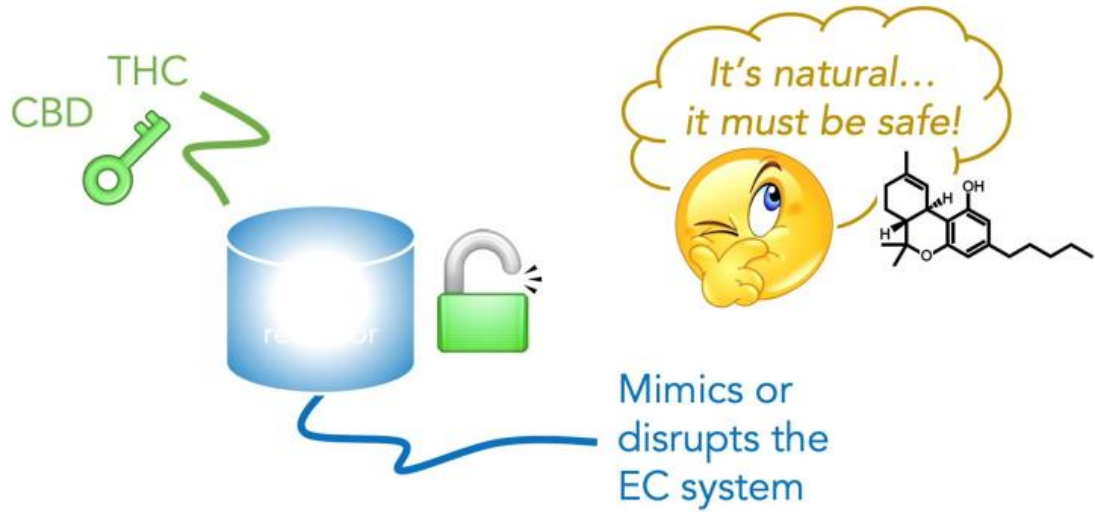 THC
CBD
It's natural...
it must be safe!
OH
H
H
O
Mimics or
disrupts the
EC system